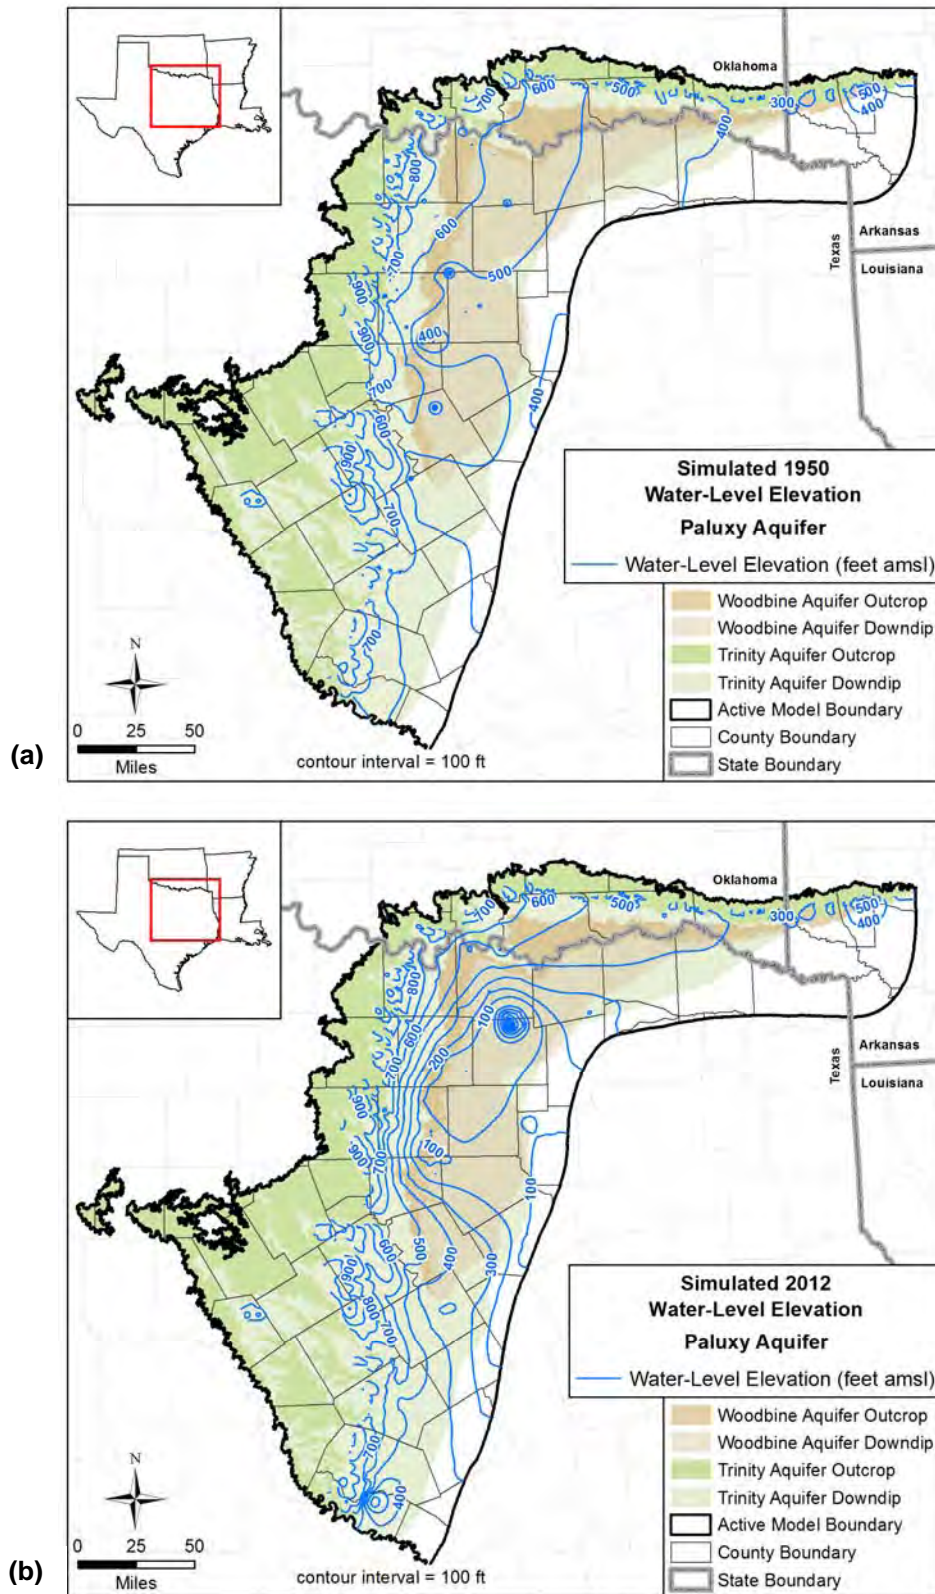 Oklahoma
700
600
500
300
500
400
400
800
600
700
500
900
400
900
700
400
600
900
700
700
Texas
Arkansas
Louisiana
Simulated 1950
Water-Level Elevation
Paluxy Aquifer
Water-Level Elevation (feet amsl)
Woodbine Aquifer Outcrop
Woodbine Aquifer Downdip
Trinity Aquifer Outcrop
Trinity Aquifer Downdip
Active Model Boundary
County Boundary
State Boundary
N
0 25 50
Miles
contour interval = 100 ft
(a)
Oklahoma
700
600
500
300
500
400
800
100
600
200
700
900
100
900
700
100
600
500
400
300
900
800
700
700
400
Texas
Arkansas
Louisiana
Simulated 2012
Water-Level Elevation
Paluxy Aquifer
Water-Level Elevation (feet amsl)
Woodbine Aquifer Outcrop
Woodbine Aquifer Downdip
Trinity Aquifer Outcrop
Trinity Aquifer Downdip
Active Model Boundary
County Boundary
State Boundary
N
0 25 50
Miles
contour interval = 100 ft
(b)